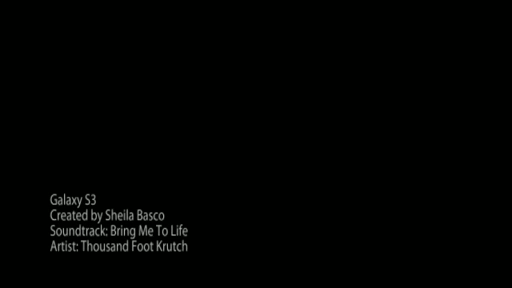 Galaxy S3
Created by Sheila Basco
Soundtrack: Bring Me To Life
Artist: Thousand Foot Krutch